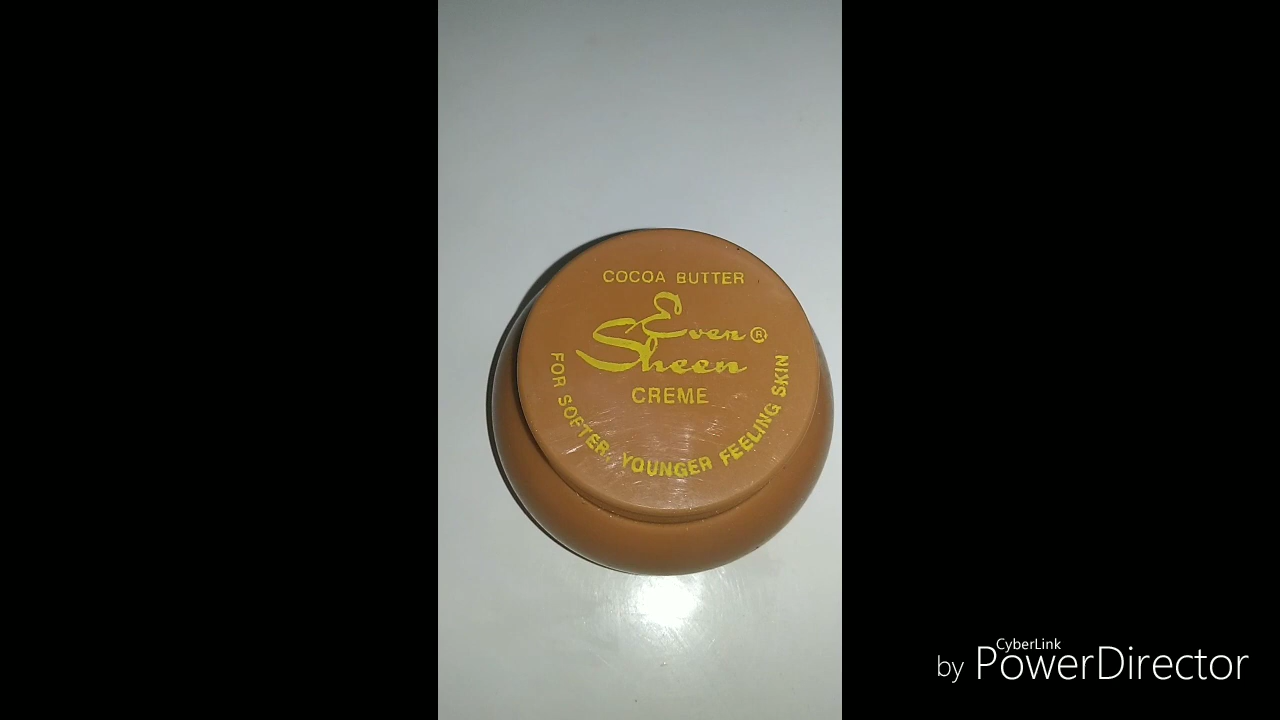 COCOA BUTTER
Even ®
Sheen
CREME
FOR SOFTER, YOUNGER FEELING SKIN
CyberLink
by PowerDirector